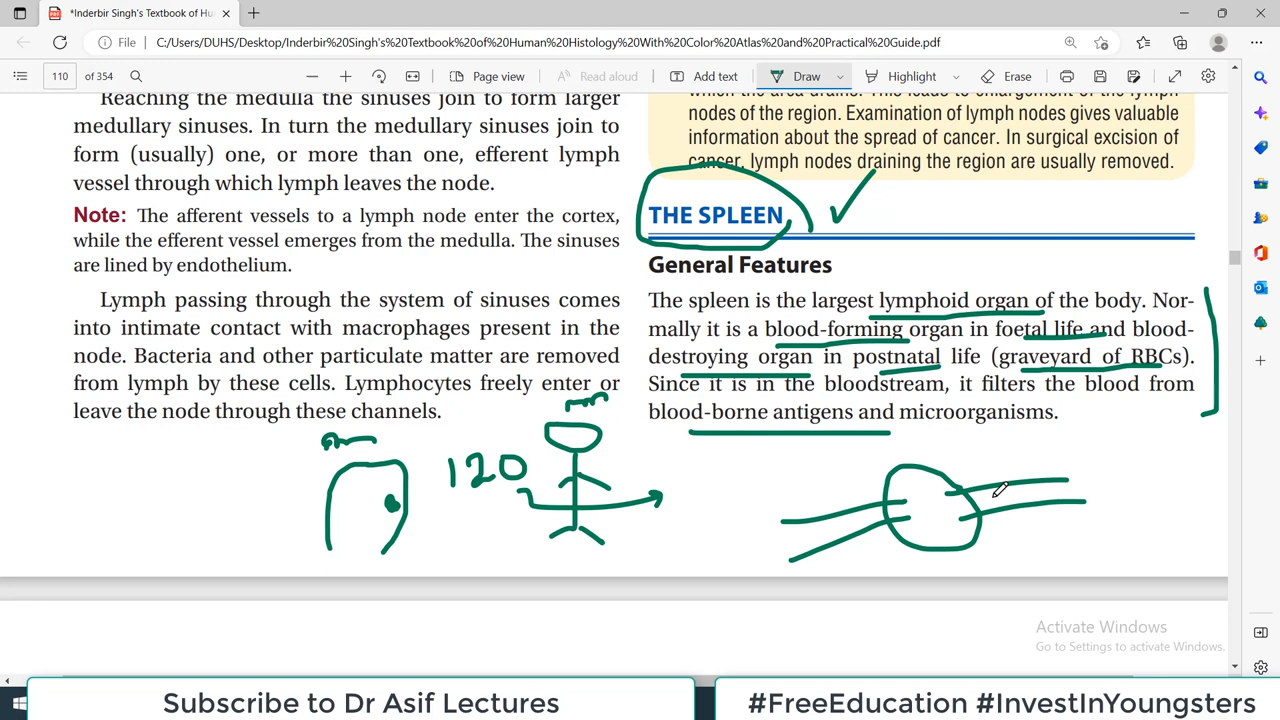 *Inderbir Singh's Textbook of Hu
File
C:/Users/DUHS/Desktop/Inderbir%20Singh's%20Textbook%20of%20Human%20Histology%20With%20Color%20Atlas%20and%20Practical%20Guide.pdf
110 of 354
Page view
Read aloud
Add text
Draw
Highlight
Erase
Reaching the medulla the sinuses join to form larger
medullary sinuses. In turn the medullary sinuses join to
form (usually) one, or more than one, efferent lymph
vessel through which lymph leaves the node.
Note: The afferent vessels to a lymph node enter the cortex,
while the efferent vessel emerges from the medulla. The sinuses
are lined by endothelium.
Lymph passing through the system of sinuses comes
into intimate contact with macrophages present in the
node. Bacteria and other particulate matter are removed
from lymph by these cells. Lymphocytes freely enter or
leave the node through these channels.
120
which the area drains. This leads to enlargement of the lymph
nodes of the region. Examination of lymph nodes gives valuable
information about the spread of cancer. In surgical excision of
cancer, lymph nodes draining the region are usually removed.
THE SPLEEN
General Features
The spleen is the largest lymphoid organ of the body. Nor-
mally it is a blood-forming organ in foetal life and blood-
destroying organ in postnatal life (graveyard of RBCs).
Since it is in the bloodstream, it filters the blood from
blood-borne antigens and microorganisms.
Activate Windows
Go to Settings to activate Windows.
Subscribe to Dr Asif Lectures
#FreeEducation #InvestInYoungsters